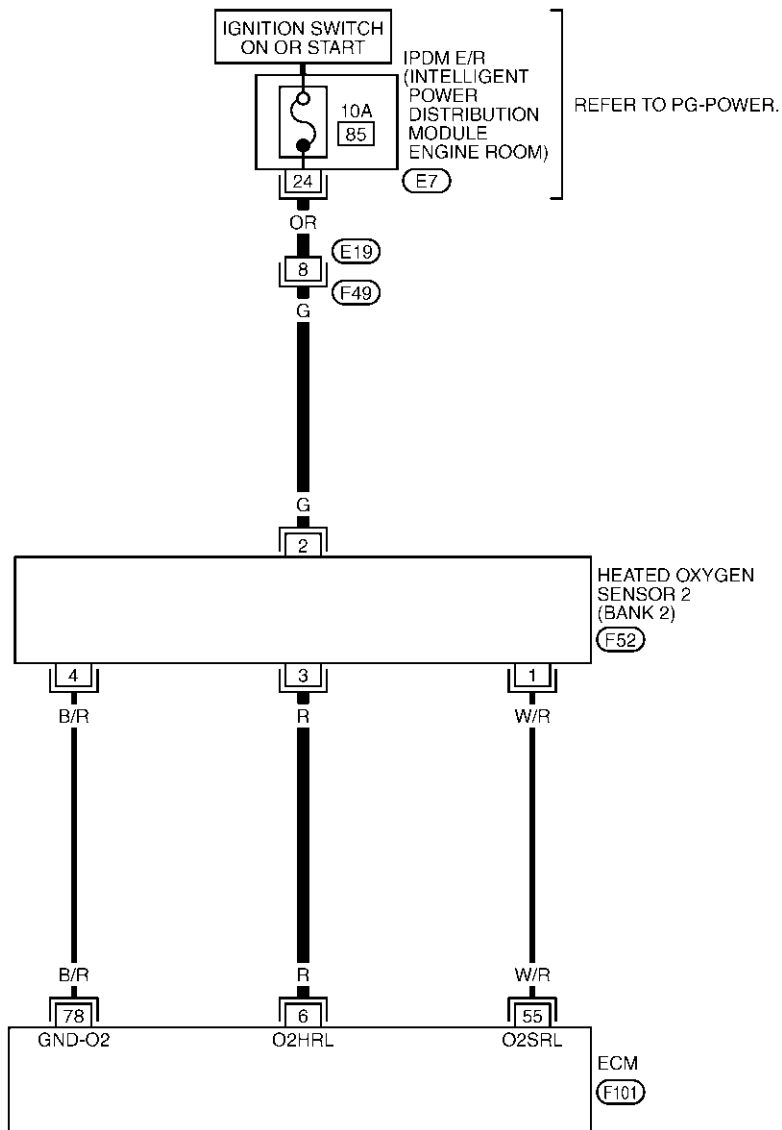 IGNITION SWITCH
ON OR START
IPDM E/R
(INTELLIGENT
POWER
DISTRIBUTION
MODULE
ENGINE ROOM)
REFER TO PG-POWER.
10A
85
24
E7
OR
E19
8
F49
G
G
2
HEATED OXYGEN
SENSOR 2
(BANK 2)
F52
4
3
1
B/R
R
W/R
B/R
R
W/R
78
6
55
GND-O2
O2HRL
O2SRL
ECM
F101